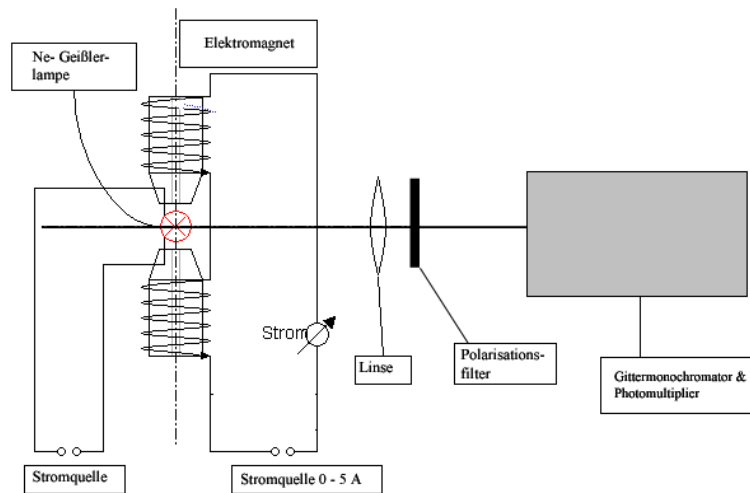 Elektromagnet
Ne- Geißler-
lampe
Strom
Linse
Polarisations-
filter
Gittermonochromator &
Photomultiplier
Stromquelle
Stromquelle 0 - 5 A